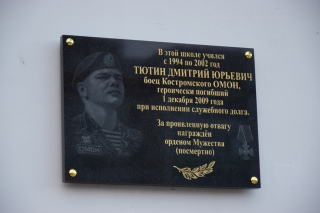 В этой школе учился
с 1994 по 2002 год
ТЮТИН ДМИТРИЙ ЮРЬЕВИЧ
боец Костромского ОМОН,
героически погибший
1 декабря 2009 года
при исполнении служебного долга.
За проявленную отвагу
награждён
орденом Мужества
(посмертно)